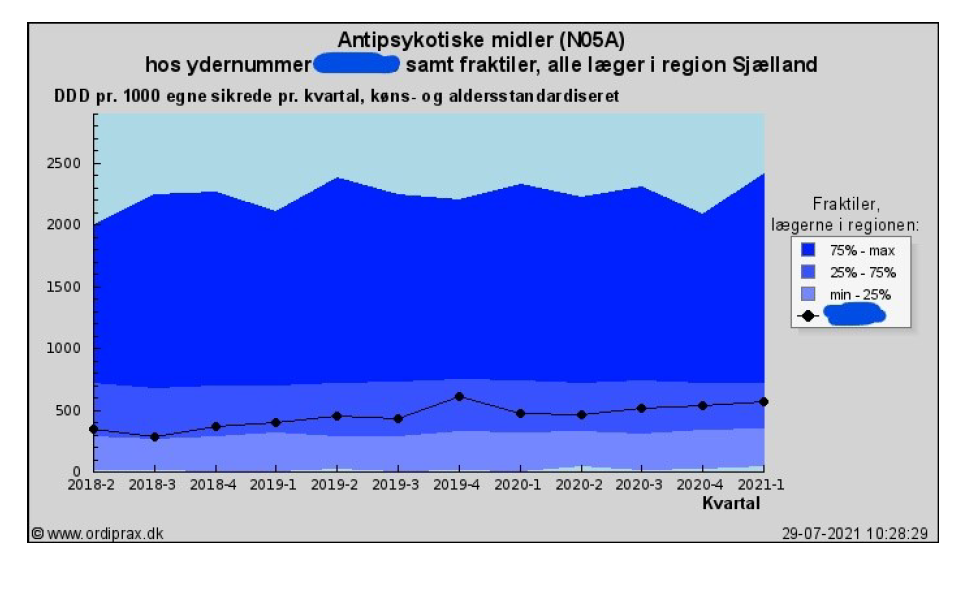 Antipsykotiske midler (N05A)
hos ydernummer samt fraktiler, alle læger i region Sjælland
DDD pr. 1000 egne sikrede pr. kvartal, køns- og aldersstandardiseret
2500
2000
1500
1000
500
0
2018-2 2018-3 2018-4 2019-1 2019-2 2019-3 2019-4 2020-1 2020-2 2020-3 2020-4 2021-1
Kvartal
Fraktiler,
lægerne i regionen:
75% - max
25% - 75%
min - 25%
© www.ordiprax.dk
29-07-2021 10:28:29